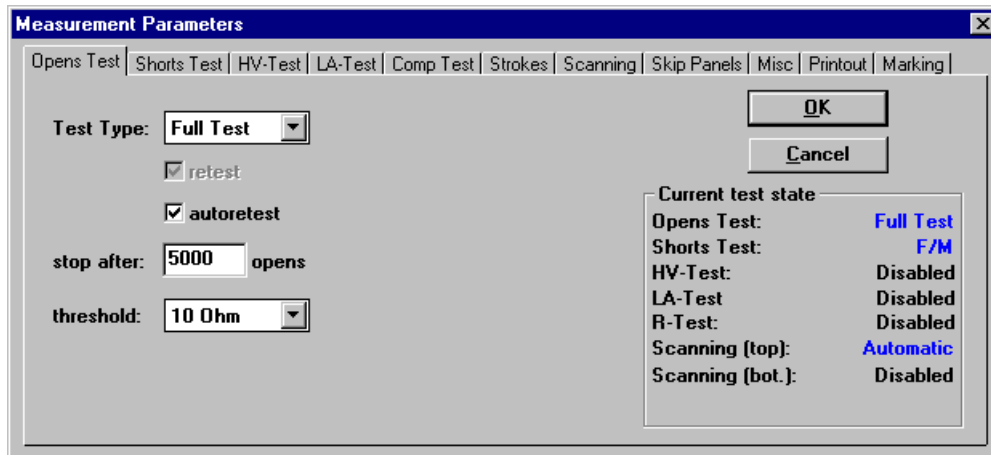 Measurement Parameters
Opens Test Shorts Test HV-Test LA-Test Comp Test Strokes Scanning Skip Panels Misc Printout Marking
Test Type: Full Test
retest
autoretest
stop after: 5000 opens
threshold: 10 Ohm
OK
Cancel
Current test state
Opens Test: Full Test
Shorts Test: F/M
HV-Test: Disabled
LA-Test Disabled
R-Test: Disabled
Scanning (top): Automatic
Scanning (bot.): Disabled